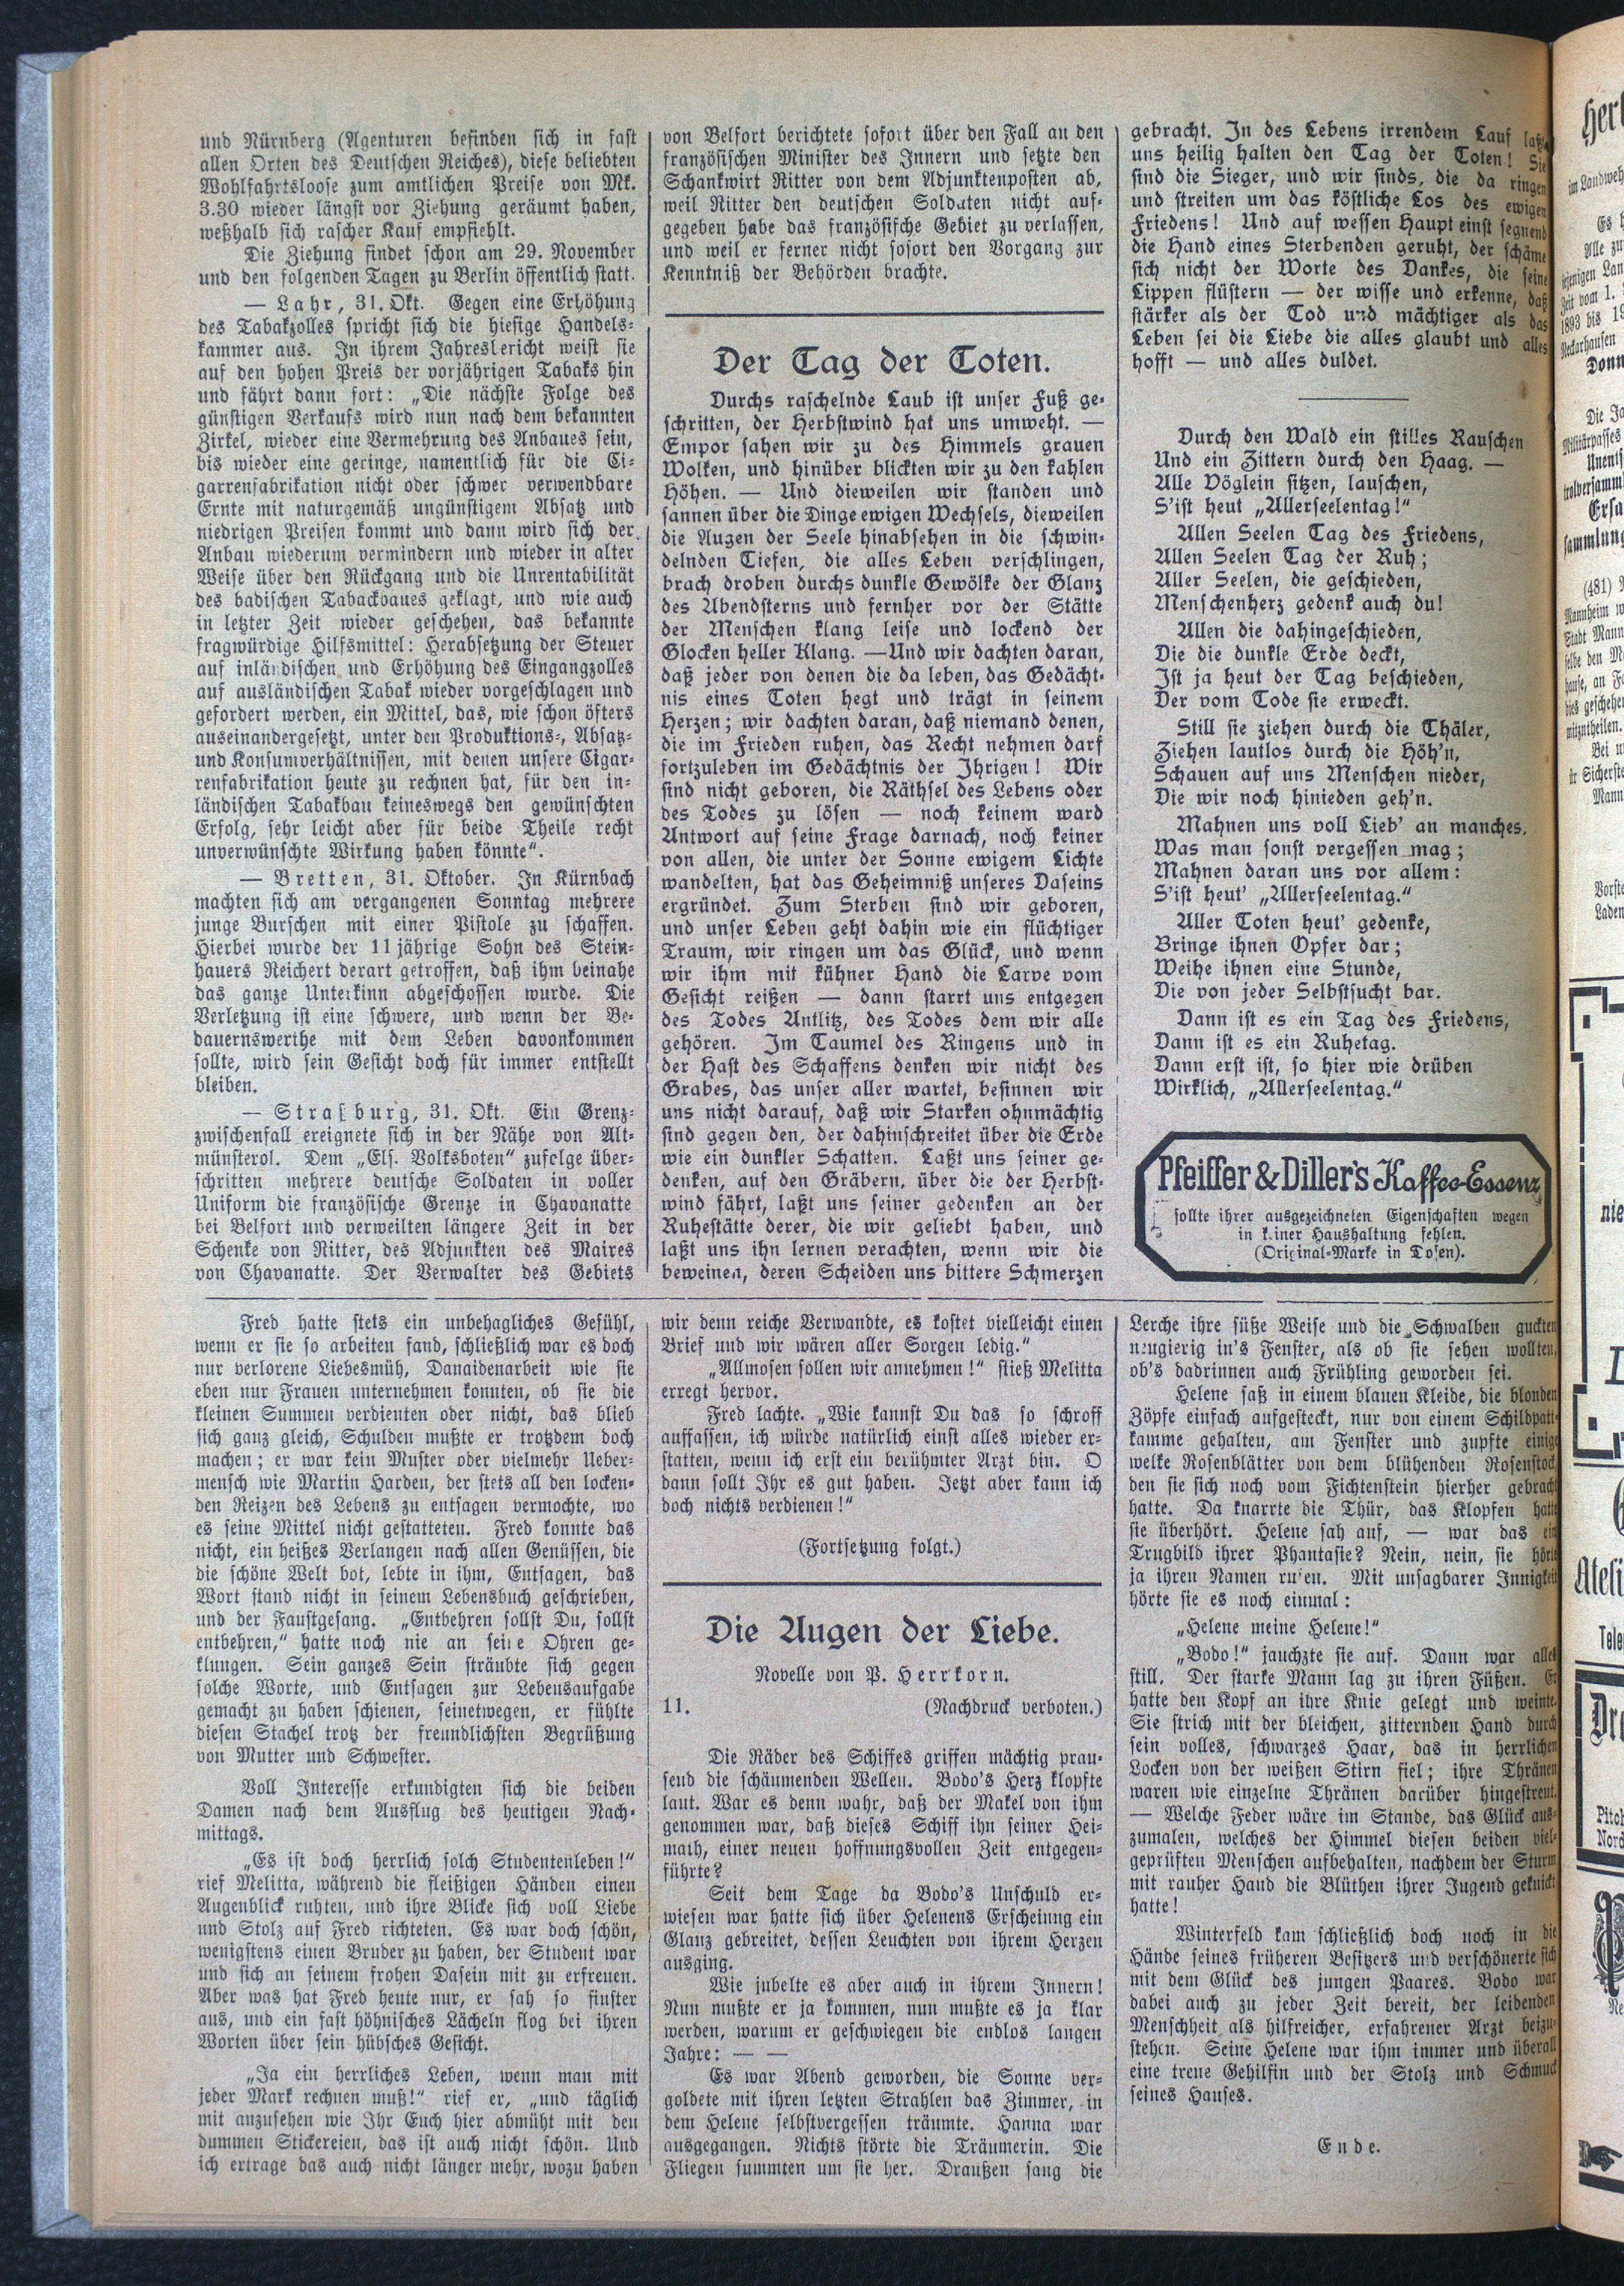 und Nürnberg (Agenturen befinden sich in fast
allen Orten des Deutschen Reiches), diese beliebten
Wohlfahrtsloose zum amtlichen Preise von Mk.
3.30 wieder längst vor Ziehung geräumt haben,
weßhalb sich rascher Kauf empfiehlt.
Die Ziehung findet schon am 29. November
und den folgenden Tagen zu Berlin öffentlich statt.
— Lahr, 31. Okt. Gegen eine Erhöhung
des Tabakzolles spricht sich die hiesige Handels-
kammer aus. In ihrem Jahresbericht weist sie
auf den hohen Preis der vorjährigen Tabaks hin
und fährt dann fort: „Die nächste Folge des
günstigen Verkaufs wird nun nach dem bekannten
Zirkel, wieder eine Vermehrung des Anbaues sein,
bis wieder eine geringe, namentlich für die Ci-
garrenfabrikation nicht oder schwer verwendbare
Ernte mit naturgemäß ungünstigem Absatz und
niedrigen Preisen kommt und dann wird sich der
Anbau wiederum vermindern und wieder in alter
Weise über den Rückgang und die Unrentabilität
des badischen Tabackbaues geklagt, und wie auch
in letzter Zeit wieder geschehen, das bekannte
fragwürdige Hilfsmittel: Herabsetzung der Steuer
auf inländischen und Erhöhung des Eingangzolles
auf ausländischen Tabak wieder vorgeschlagen und
gefordert werden, ein Mittel, das, wie schon öfters
auseinandergesetzt, unter den Produktions-, Absatz-
und Konsumverhältnissen, mit denen unsere Cigar-
renfabrikation heute zu rechnen hat, für den in-
ländischen Tabakbau keineswegs den gewünschten
Erfolg, sehr leicht aber für beide Theile recht
unverwünschte Wirkung haben könnte“.
— Bretten, 31. Oktober. In Kürnbach
machten sich am vergangenen Sonntag mehrere
junge Burschen mit einer Pistole zu schaffen.
Hierbei wurde der 11jährige Sohn des Stein-
hauers Reichert derart getroffen, daß ihm beinahe
das ganze Unterkinn abgeschossen wurde. Die
Verletzung ist eine schwere, und wenn der Be-
dauernswerthe mit dem Leben davonkommen
sollte, wird sein Gesicht doch für immer entstellt
bleiben.
— Straßburg, 31. Okt. Ein Grenz-
zwischenfall ereignete sich in der Nähe von Alt-
münsterol. Dem „Els. Volksboten“ zufolge über-
schritten mehrere deutsche Soldaten in voller
Uniform die französische Grenze in Chavanatte
bei Belfort und verweilten längere Zeit in der
Schenke von Ritter, des Adjunkten des Maires
von Chavanatte. Der Verwalter des Gebiets
von Belfort berichtete sofort über den Fall an den
französischen Minister des Innern und setzte den
Schankwirt Ritter von dem Adjunktenposten ab,
weil Ritter den deutschen Soldaten nicht auf-
gegeben habe das französische Gebiet zu verlassen,
und weil er ferner nicht sofort den Vorgang zur
Kenntniß der Behörden brachte.
Der Tag der Toten.
Durchs raschelnde Laub ist unser Fuß ge-
schritten, der Herbstwind hat uns umweht. —
Empor sahen wir zu des Himmels grauen
Wolken, und hinüber blickten wir zu den kahlen
Höhen. — Und dieweilen wir standen und
sannen über die Dinge ewigen Wechsels, dieweilen
die Augen der Seele hinabsehen in die schwin-
delnden Tiefen, die alles Leben verschlingen,
brach droben durchs dunkle Gewölke der Glanz
des Abendsterns und fernher vor der Stätte
der Menschen klang leise und lockend der
Glocken heller Klang. —Und wir dachten daran,
daß jeder von denen die da leben, das Gedächt-
nis eines Toten hegt und trägt in seinem
Herzen; wir dachten daran, daß niemand denen,
die im Frieden ruhen, das Recht nehmen darf
fortzuleben im Gedächtnis der Ihrigen! Wir
sind nicht geboren, die Räthsel des Lebens oder
des Todes zu lösen — noch keinem ward
Antwort auf seine Frage darnach, noch keiner
von allen, die unter der Sonne ewigem Lichte
wandelten, hat das Geheimniß unseres Daseins
ergründet. Zum Sterben sind wir geboren,
und unser Leben geht dahin wie ein flüchtiger
Traum, wir ringen um das Glück, und wenn
wir ihm mit kühner Hand die Larve vom
Gesicht reißen — dann starrt uns entgegen
des Todes Antlitz, des Todes dem wir alle
gehören. Im Taumel des Ringens und in
der Hast des Schaffens denken wir nicht des
Grabes, das unser aller wartet, besinnen wir
uns nicht darauf, daß wir Starken ohnmächtig
sind gegen den, der dahinschreitet über die Erde
wie ein dunkler Schatten. Laßt uns seiner ge-
denken, auf den Gräbern, über die der Herbst-
wind fährt, laßt uns seiner gedenken an der
Ruhestätte derer, die wir geliebt haben, und
laßt uns ihn lernen verachten, wenn wir die
beweinen, deren Scheiden uns bittere Schmerzen
gebracht. In des Lebens irrendem Lauf laßt
uns heilig halten den Tag der Toten! Sie
sind die Sieger, und wir sinds, die da ringen
und streiten um das köstliche Los des ewigen
Friedens! Und auf wessen Haupt einst segnend
die Hand eines Sterbenden geruht, der schäme
sich nicht der Worte des Dankes, die seine
Lippen flüstern — der wisse und erkenne, daß
stärker als der Tod und mächtiger als das
Leben sei die Liebe die alles glaubt und alles
hofft — und alles duldet.
Durch den Wald ein stilles Rauschen
Und ein Zittern durch den Haag. —
Alle Vöglein sitzen, lauschen,
S'ist heut „Allerseelentag!“
Allen Seelen Tag des Friedens,
Allen Seelen Tag der Ruh;
Aller Seelen, die geschieden,
Menschenherz gedenk auch du!
Allen die dahingeschieden,
Die die dunkle Erde deckt,
Ist ja heut der Tag beschieden,
Der vom Tode sie erweckt.
Still sie ziehen durch die Thäler,
Ziehen lautlos durch die Höh'n,
Schauen auf uns Menschen nieder,
Die wir noch hinieden geh'n.
Mahnen uns voll Lieb' an manches,
Was man sonst vergessen mag;
Mahnen daran uns vor allem:
S'ist heut' „Allerseelentag.“
Aller Toten heut' gedenke,
Bringe ihnen Opfer dar;
Weihe ihnen eine Stunde,
Die von jeder Selbstsucht bar.
Dann ist es ein Tag des Friedens,
Dann ist es ein Ruhetag.
Dann erst ist, so hier wie drüben
Wirklich, „Allerseelentag.“
Pfeiffer & Diller's Kaffee-Essenz
sollte ihrer ausgezeichneten Eigenschaften wegen
in keiner Haushaltung fehlen.
(Original-Marke in Dosen).
Fred hatte stets ein unbehagliches Gefühl,
wenn er sie so arbeiten fand, schließlich war es doch
nur verlorene Liebesmüh, Danaidenarbeit wie sie
eben nur Frauen unternehmen konnten, ob sie die
kleinen Summen verdienten oder nicht, das blieb
sich ganz gleich, Schulden mußte er trotzdem doch
machen; er war kein Muster oder vielmehr Ueber-
mensch wie Martin Harden, der stets all den locken-
den Reizen des Lebens zu entsagen vermochte, wo
es seine Mittel nicht gestatteten. Fred konnte das
nicht, ein heißes Verlangen nach allen Genüssen, die
die schöne Welt bot, lebte in ihm, Entsagen, das
Wort stand nicht in seinem Lebensbuch geschrieben,
und der Faustgesang. „Entbehren sollst Du, sollst
entbehren,“ hatte noch nie an seine Ohren ge-
klungen. Sein ganzes Sein sträubte sich gegen
solche Worte, und Entsagen zur Lebensaufgabe
gemacht zu haben schienen, seinetwegen, er fühlte
diesen Stachel trotz der freundlichsten Begrüßung
von Mutter und Schwester.
Voll Interesse erkundigten sich die beiden
Damen nach dem Ausflug des heutigen Nach-
mittags.
„Es ist doch herrlich solch Studentenleben!“
rief Melitta, während die fleißigen Händen einen
Augenblick ruhten, und ihre Blicke sich voll Liebe
und Stolz auf Fred richteten. Es war doch schön,
wenigstens einen Bruder zu haben, der Student war
und sich an seinem frohen Dasein mit zu erfreuen.
Aber was hat Fred heute nur, er sah so finster
aus, und ein fast höhnisches Lächeln flog bei ihren
Worten über sein hübsches Gesicht.
„Ja ein herrliches Leben, wenn man mit
jeder Mark rechnen muß!“ rief er, „und täglich
mit anzusehen wie Ihr Euch hier abmüht mit den
dummen Stickereien, das ist auch nicht schön. Und
ich ertrage das auch nicht länger mehr, wozu haben
wir denn reiche Verwandte, es kostet vielleicht einen
Brief und wir wären aller Sorgen ledig.“
„Allmosen sollen wir annehmen!“ stieß Melitta
erregt hervor.
Fred lachte. „Wie kannst Du das so schroff
auffassen, ich würde natürlich einst alles wieder er-
statten, wenn ich erst ein berühmter Arzt bin. O
dann sollt Ihr es gut haben. Jetzt aber kann ich
doch nichts verdienen!“
(Fortsetzung folgt.)
Die Augen der Liebe.
Novelle von P. Herrkorn.
11. (Nachdruck verboten.)
Die Räder des Schiffes griffen mächtig prau-
send die schäumenden Wellen. Bodo's Herz klopfte
laut. War es denn wahr, daß der Makel von ihm
genommen war, daß dieses Schiff ihn seiner Hei-
math, einer neuen hoffnungsvollen Zeit entgegen-
führte?
Seit dem Tage da Bodo's Unschuld er-
wiesen war hatte sich über Helenens Erscheinung ein
Glanz gebreitet, dessen Leuchten von ihrem Herzen
ausging.
Wie jubelte es aber auch in ihrem Innern!
Nun mußte er ja kommen, nun mußte es ja klar
werden, warum er geschwiegen die endlos langen
Jahre: — —
Es war Abend geworden, die Sonne ver-
goldete mit ihren letzten Strahlen das Zimmer, in
dem Helene selbstvergessen träumte. Hanna war
ausgegangen. Nichts störte die Träumerin. Die
Fliegen summten um sie her. Draußen sang die
Lerche ihre süße Weise und die Schwalben guckten
neugierig in's Fenster, als ob sie sehen wollten,
ob's dadrinnen auch Frühling geworden sei.
Helene saß in einem blauen Kleide, die blonden
Zöpfe einfach aufgesteckt, nur von einem Schildpatt-
kamme gehalten, am Fenster und zupfte einige
welke Rosenblätter von dem blühenden Rosenstock,
den sie sich noch vom Fichtenstein hierher gebracht
hatte. Da knarrte die Thür, das Klopfen hatte
sie überhört. Helene sah auf, — war das ein
Trugbild ihrer Phantasie? Nein, nein, sie hörte
ja ihren Namen rufen. Mit unsagbarer Innigkeit
hörte sie es noch einmal:
„Helene meine Helene!“
„Bodo!“ jauchzte sie auf. Dann war alles
still. Der starke Mann lag zu ihren Füßen. Er
hatte den Kopf an ihre Knie gelegt und weinte.
Sie strich mit der bleichen, zitternden Hand durch
sein volles, schwarzes Haar, das in herrlichen
Locken von der weißen Stirn fiel; ihre Thränen
waren wie einzelne Thränen darüber hingestreut.
— Welche Feder wäre im Stande, das Glück aus-
zumalen, welches der Himmel diesen beiden viel-
geprüften Menschen aufbehalten, nachdem der Sturm
mit rauher Hand die Blüthen ihrer Jugend geknickt
hatte!
Winterfeld kam schließlich doch noch in die
Hände seines früheren Besitzers und verschönerte sich
mit dem Glück des jungen Paares. Bodo war
dabei auch zu jeder Zeit bereit, der leidenden
Menschheit als hilfreicher, erfahrener Arzt beizu-
stehen. Seine Helene war ihm immer und überall
eine treue Gehilfin und der Stolz und Schmuck
seines Hauses.
Ende.